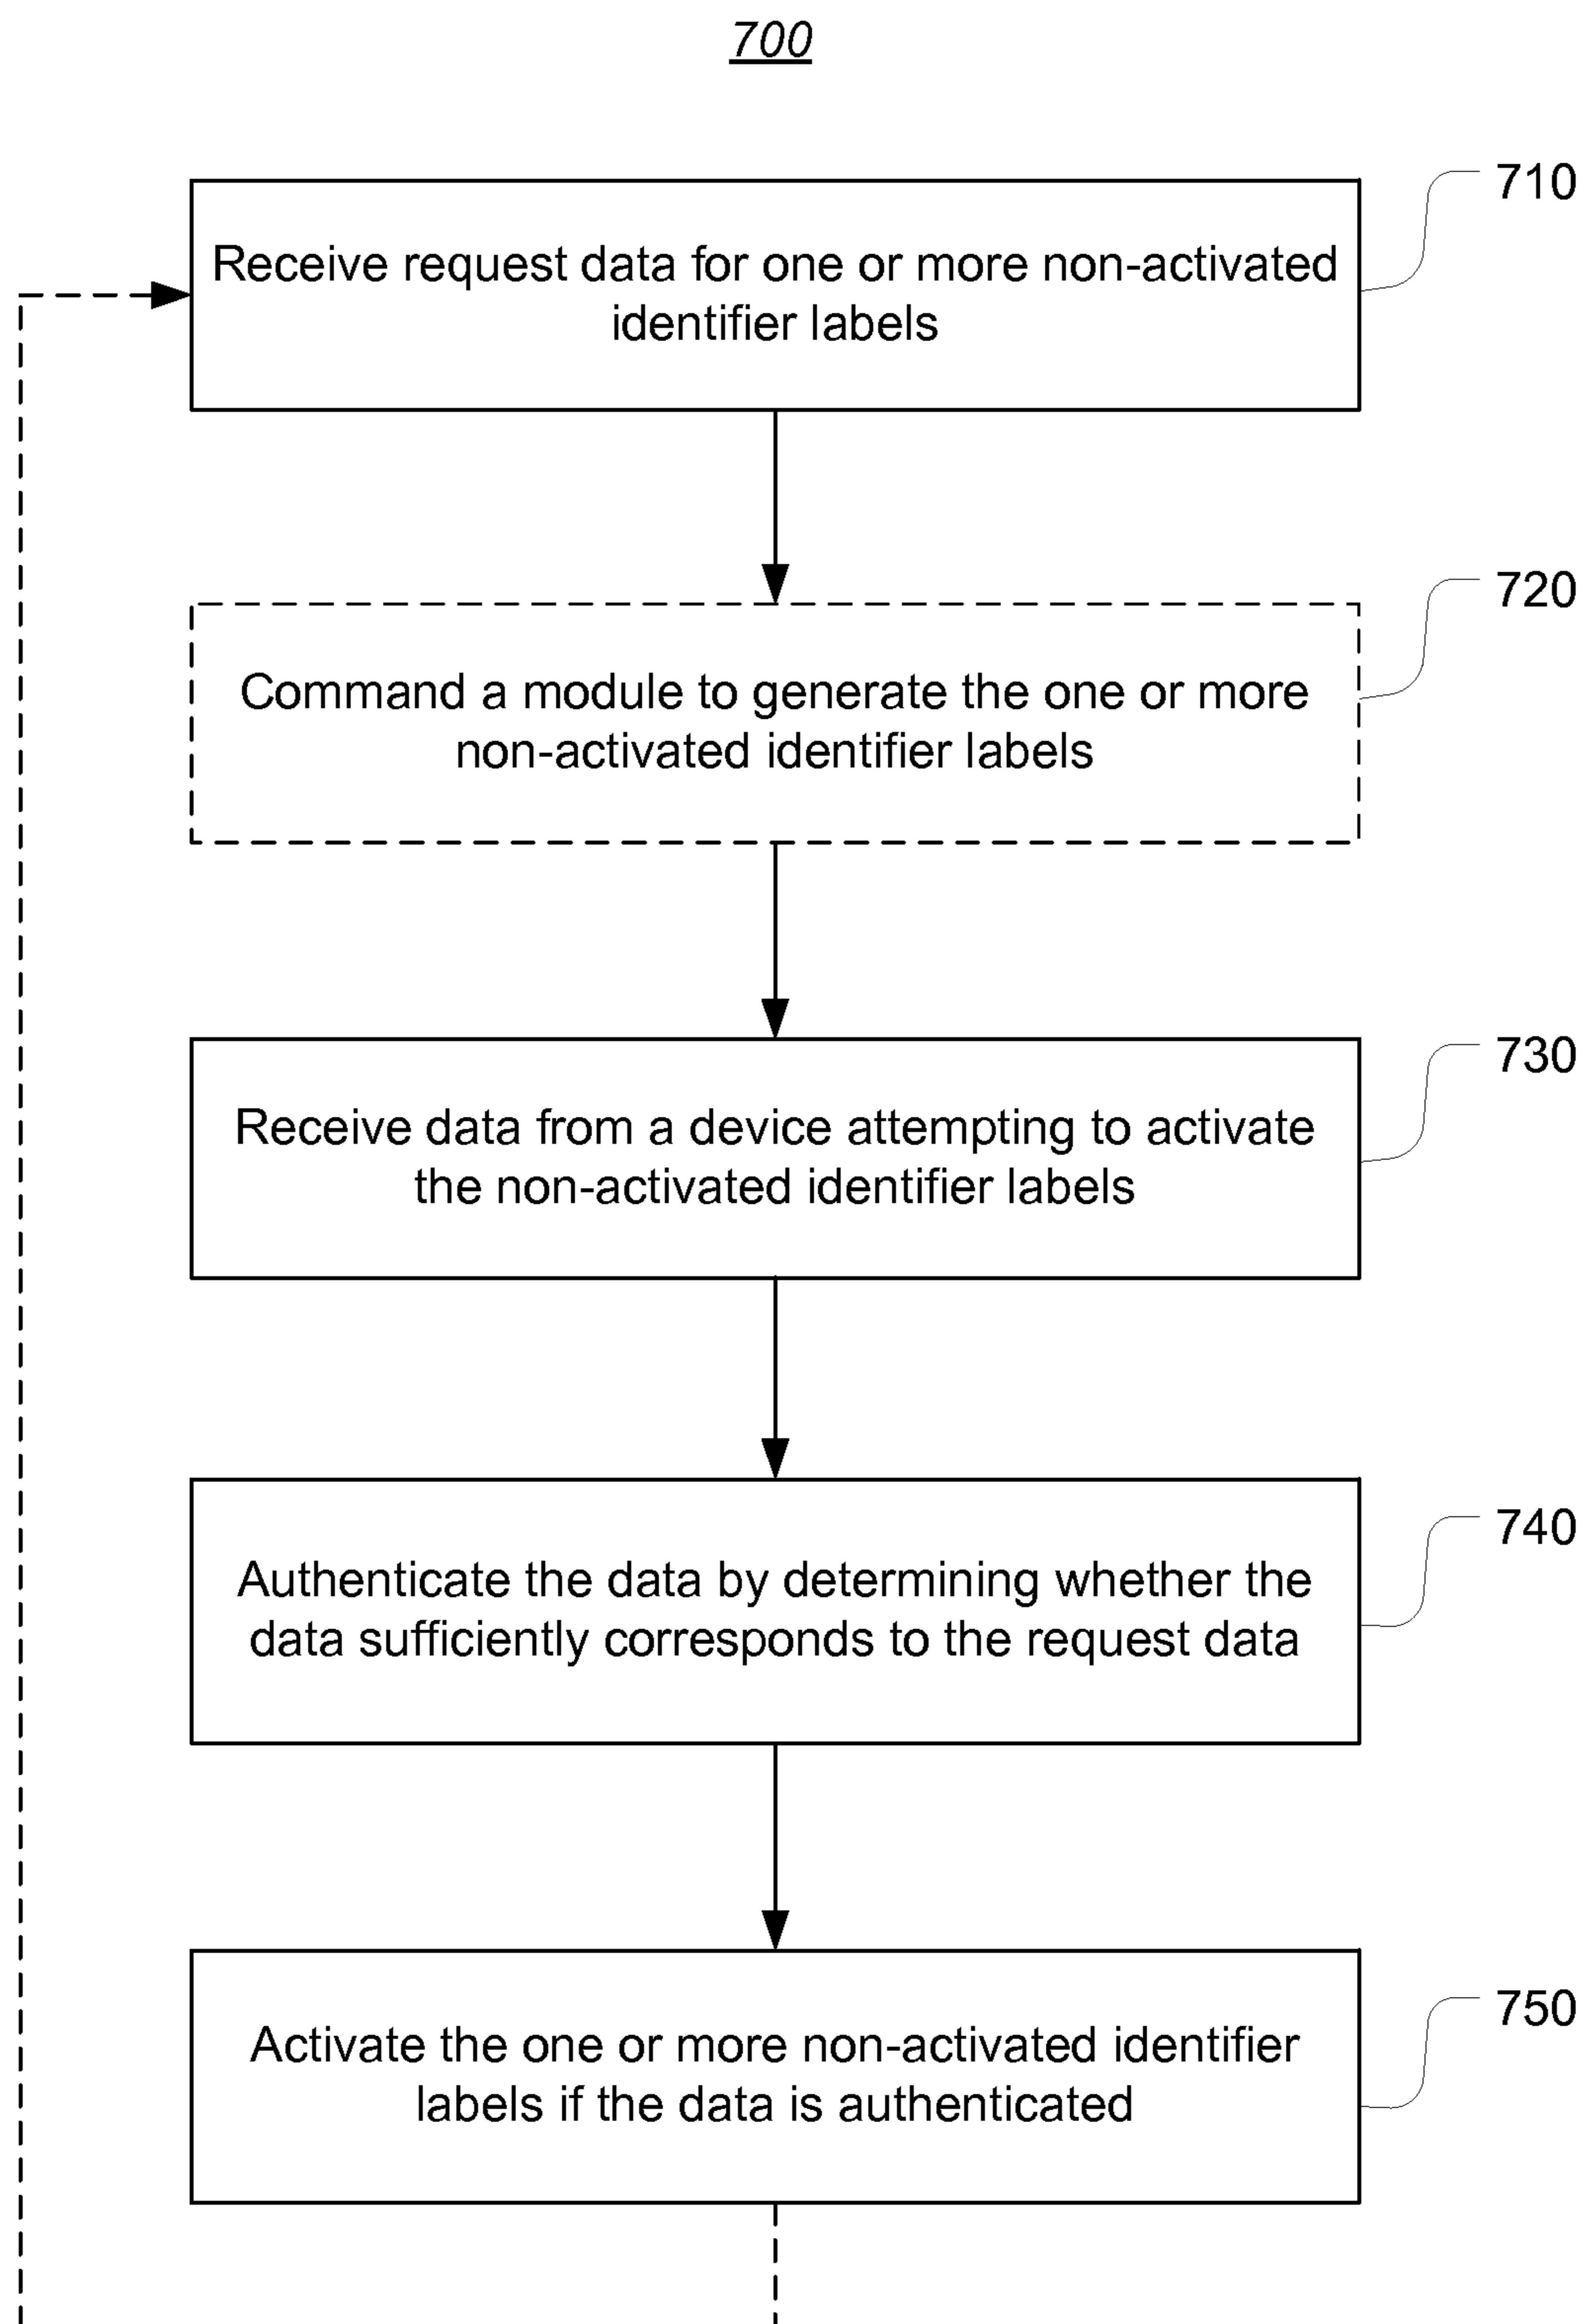 700
710
Receive request data for one or more non-activated
identifier labels
720
Command a module to generate the one or more
non-activated identifier labels
730
Receive data from a device attempting to activate
the non-activated identifier labels
740
Authenticate the data by determining whether the
data sufficiently corresponds to the request data
750
Activate the one or more non-activated identifier
labels if the data is authenticated